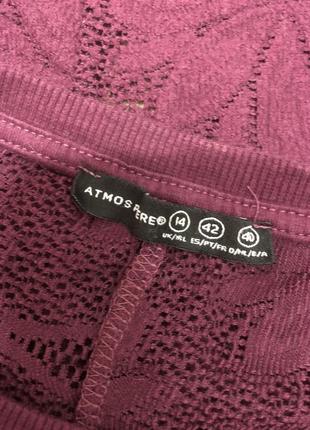 ATMOSPHERE® 14 42 40
UK/IRL ES/PT/FR D/NL/B/A